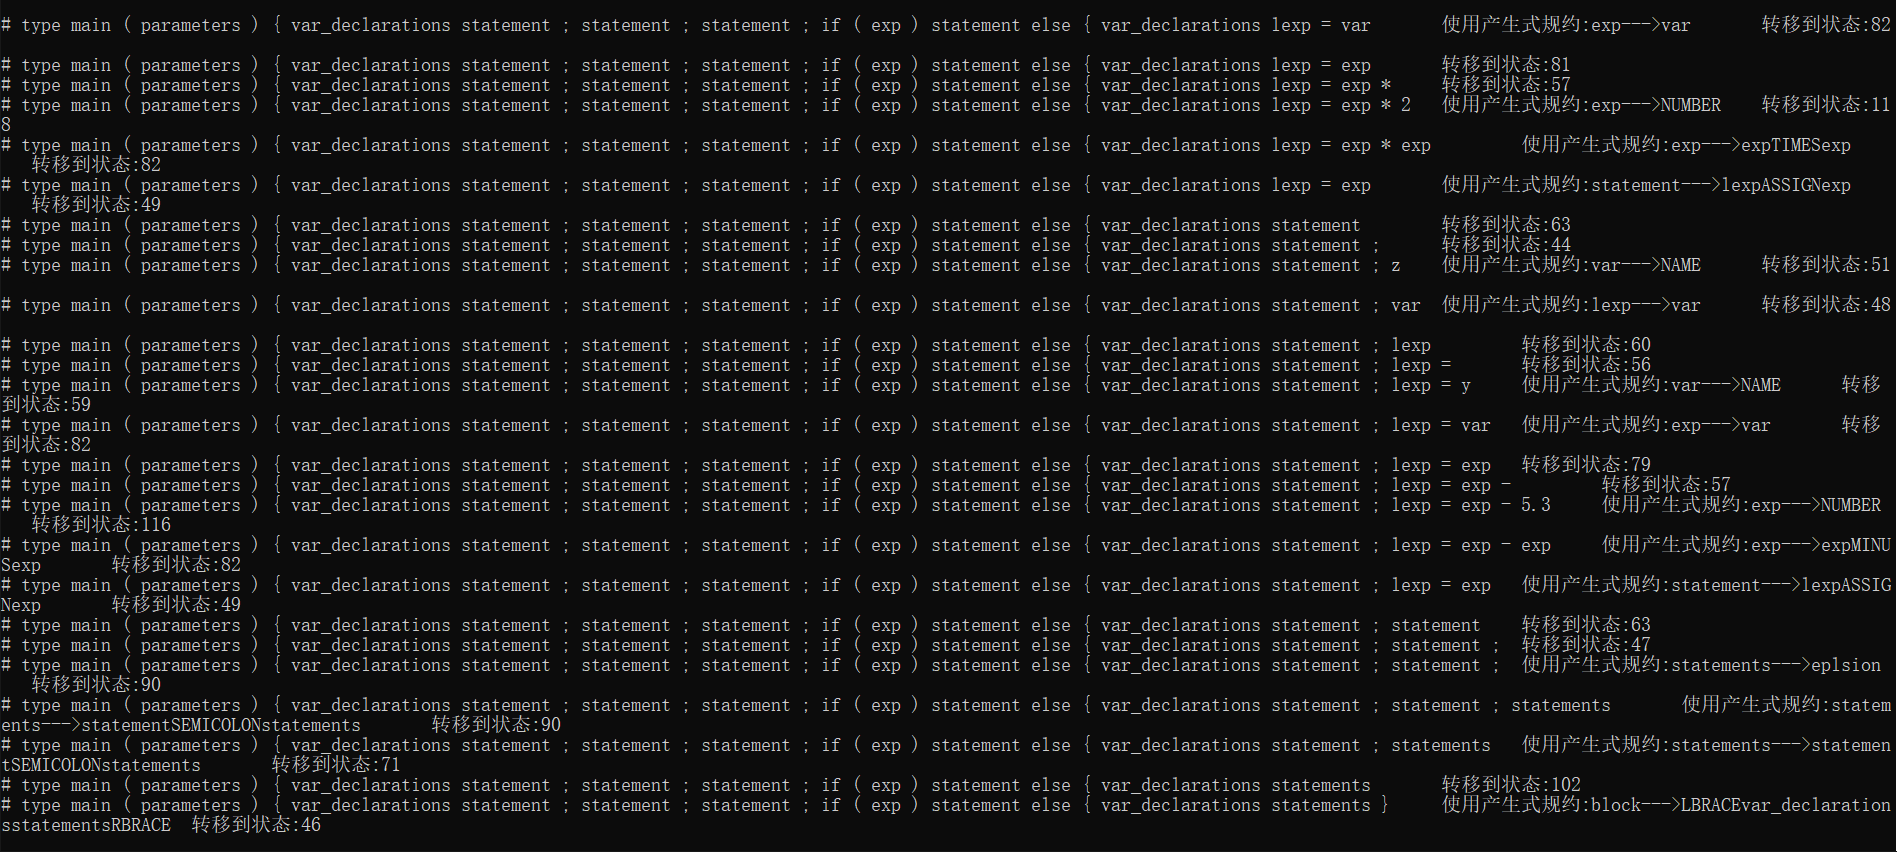 # type main ( parameters ) { var_declarations statement ; statement ; statement ; if ( exp ) statement else { var_declarations lexp = var 使用产生式规约:exp--->var 转移到状态:82
# type main ( parameters ) { var_declarations statement ; statement ; statement ; if ( exp ) statement else { var_declarations lexp = exp 转移到状态:81
# type main ( parameters ) { var_declarations statement ; statement ; statement ; if ( exp ) statement else { var_declarations lexp = exp * 转移到状态:57
# type main ( parameters ) { var_declarations statement ; statement ; statement ; if ( exp ) statement else { var_declarations lexp = exp * 2 使用产生式规约:exp--->NUMBER 转移到状态:11
8
# type main ( parameters ) { var_declarations statement ; statement ; statement ; if ( exp ) statement else { var_declarations lexp = exp * exp 使用产生式规约:exp--->expTIMESexp
转移到状态:82
# type main ( parameters ) { var_declarations statement ; statement ; statement ; if ( exp ) statement else { var_declarations lexp = exp 使用产生式规约:statement--->lexpASSIGNexp
转移到状态:49
# type main ( parameters ) { var_declarations statement ; statement ; statement ; if ( exp ) statement else { var_declarations statement 转移到状态:63
# type main ( parameters ) { var_declarations statement ; statement ; statement ; if ( exp ) statement else { var_declarations statement ; 转移到状态:44
# type main ( parameters ) { var_declarations statement ; statement ; statement ; if ( exp ) statement else { var_declarations statement ; z 使用产生式规约:var--->NAME 转移到状态:51
# type main ( parameters ) { var_declarations statement ; statement ; statement ; if ( exp ) statement else { var_declarations statement ; var 使用产生式规约:lexp--->var 转移到状态:48
# type main ( parameters ) { var_declarations statement ; statement ; statement ; if ( exp ) statement else { var_declarations statement ; lexp 转移到状态:60
# type main ( parameters ) { var_declarations statement ; statement ; statement ; if ( exp ) statement else { var_declarations statement ; lexp = 转移到状态:56
# type main ( parameters ) { var_declarations statement ; statement ; statement ; if ( exp ) statement else { var_declarations statement ; lexp = y 使用产生式规约:var--->NAME 转移
到状态:59
# type main ( parameters ) { var_declarations statement ; statement ; statement ; if ( exp ) statement else { var_declarations statement ; lexp = var 使用产生式规约:exp--->var 转移
到状态:82
# type main ( parameters ) { var_declarations statement ; statement ; statement ; if ( exp ) statement else { var_declarations statement ; lexp = exp 转移到状态:79
# type main ( parameters ) { var_declarations statement ; statement ; statement ; if ( exp ) statement else { var_declarations statement ; lexp = exp - 转移到状态:57
# type main ( parameters ) { var_declarations statement ; statement ; statement ; if ( exp ) statement else { var_declarations statement ; lexp = exp - 5.3 使用产生式规约:exp--->NUMBER
转移到状态:116
# type main ( parameters ) { var_declarations statement ; statement ; statement ; if ( exp ) statement else { var_declarations statement ; lexp = exp - exp 使用产生式规约:exp--->expMINU
Sexp 转移到状态:82
# type main ( parameters ) { var_declarations statement ; statement ; statement ; if ( exp ) statement else { var_declarations statement ; lexp = exp 使用产生式规约:statement--->lexpASSIG
Nexp 转移到状态:49
# type main ( parameters ) { var_declarations statement ; statement ; statement ; if ( exp ) statement else { var_declarations statement ; statement 转移到状态:63
# type main ( parameters ) { var_declarations statement ; statement ; statement ; if ( exp ) statement else { var_declarations statement ; statement ; 转移到状态:47
# type main ( parameters ) { var_declarations statement ; statement ; statement ; if ( exp ) statement else { var_declarations statement ; statement ; 使用产生式规约:statements--->eplsion
转移到状态:90
# type main ( parameters ) { var_declarations statement ; statement ; statement ; if ( exp ) statement else { var_declarations statement ; statement ; statements 使用产生式规约:statem
ents--->statementSEMICOLONstatements 转移到状态:90
# type main ( parameters ) { var_declarations statement ; statement ; statement ; if ( exp ) statement else { var_declarations statement ; statements 使用产生式规约:statements--->statemen
tSEMICOLONstatements 转移到状态:71
# type main ( parameters ) { var_declarations statement ; statement ; statement ; if ( exp ) statement else { var_declarations statements 转移到状态:102
# type main ( parameters ) { var_declarations statement ; statement ; statement ; if ( exp ) statement else { var_declarations statements } 使用产生式规约:block--->LBRACEvar_declaration
sstatementsRBRACE 转移到状态:46